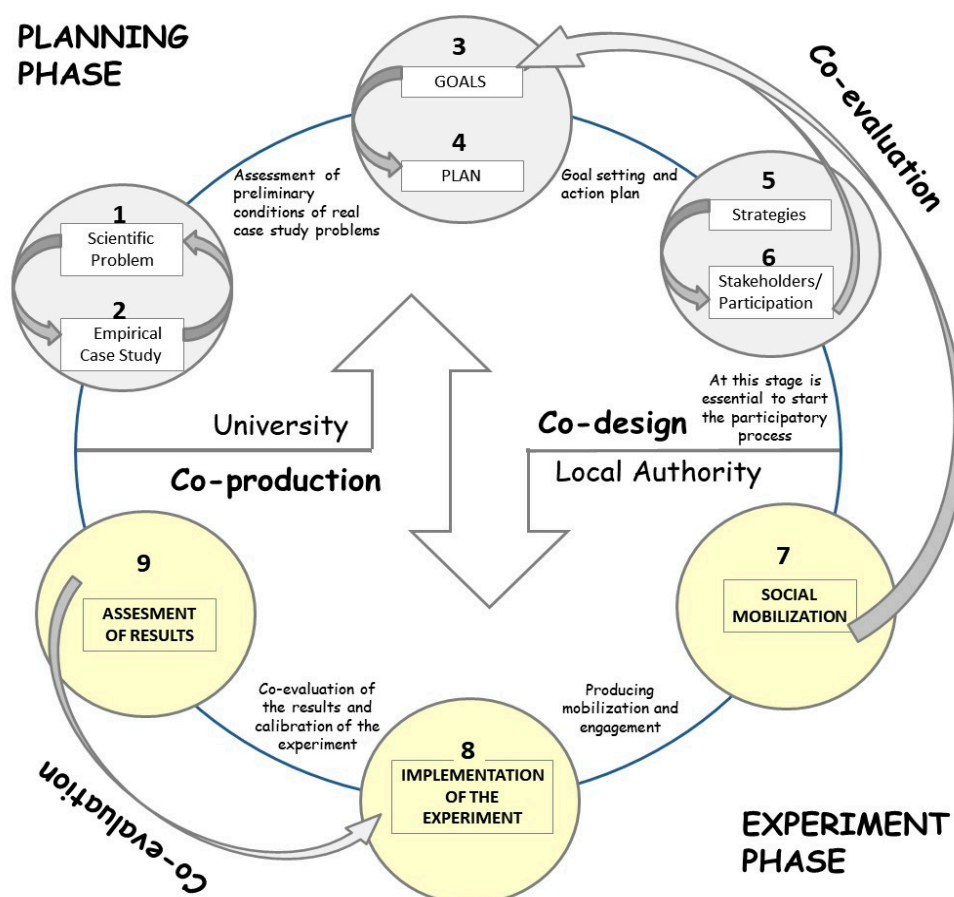 PLANNING
PHASE
3
GOALS
4
PLAN
Co-evaluation
Assessment of
preliminary
conditions of real
case study problems
Goal setting and
action plan
1
Scientific
Problem
2
Empirical
Case Study
5
Strategies
6
Stakeholders/
Participation
At this stage is
essential to start
the participatory
process
University
Co-production
Co-design
Local Authority
9
ASSESMENT
OF RESULTS
7
SOCIAL
MOBILIZATION
Co-evaluation of
the results and
calibration of the
experiment
Producing
mobilization and
engagement
8
IMPLEMENTATION
OF THE
EXPERIMENT
Co-evaluation
EXPERIMENT
PHASE